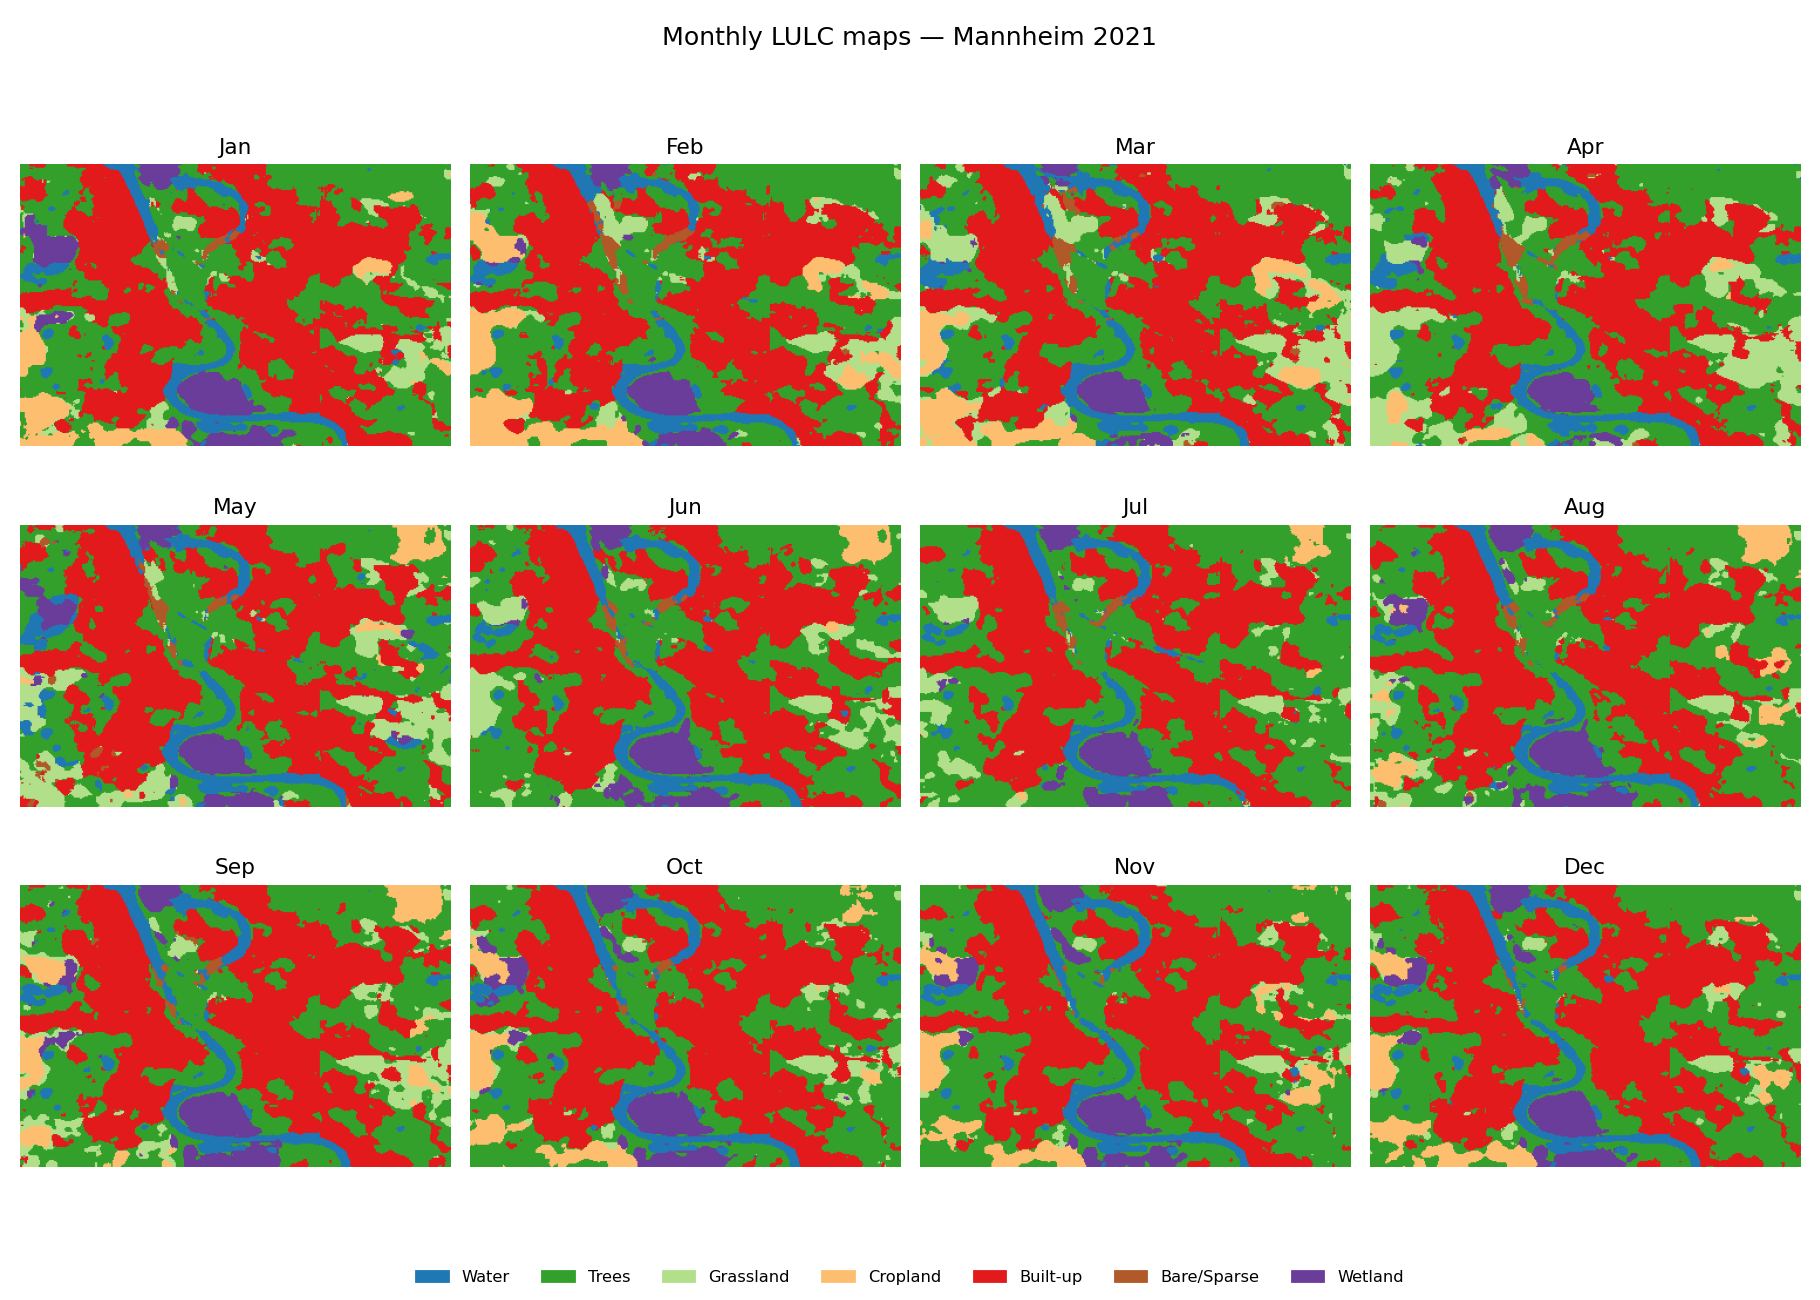 Monthly LULC maps — Mannheim 2021
Jan Feb Mar Apr
May Jun Jul Aug
Sep Oct Nov Dec
Water Trees Grassland Cropland Built-up Bare/Sparse Wetland